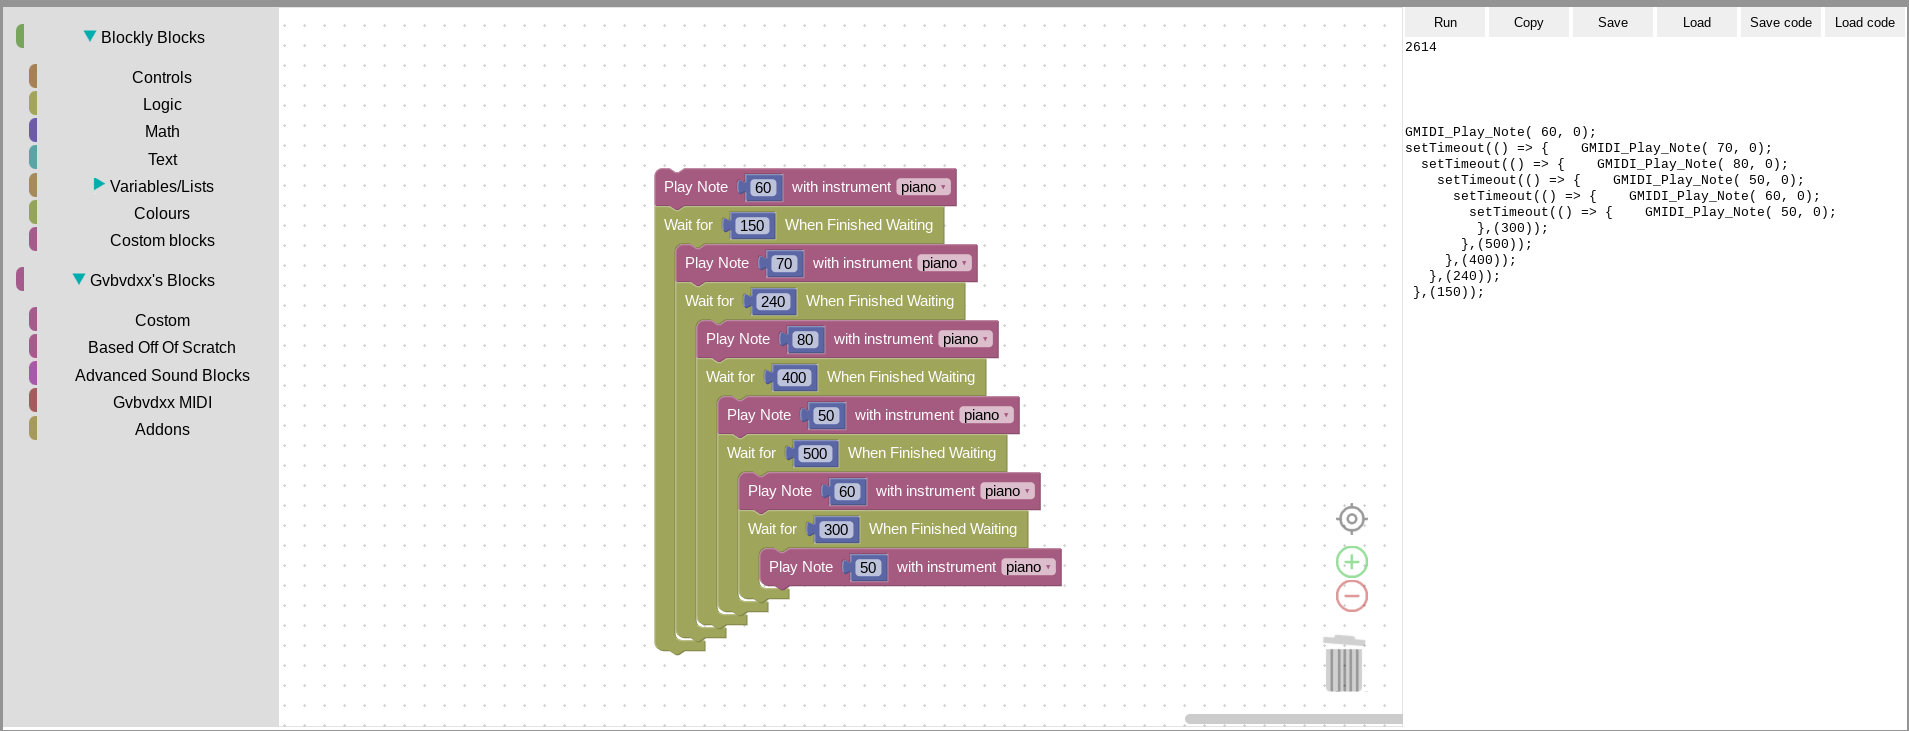 Blockly Blocks
Controls
Logic
Math
Text
Variables/Lists
Colours
Costom blocks
Gvbvdxx's Blocks
Costom
Based Off Of Scratch
Advanced Sound Blocks
Gvbvdxx MIDI
Addons
Play Note 60 with instrument piano
Wait for 150 When Finished Waiting
Play Note 70 with instrument piano
Wait for 240 When Finished Waiting
Play Note 80 with instrument piano
Wait for 400 When Finished Waiting
Play Note 50 with instrument piano
Wait for 500 When Finished Waiting
Play Note 60 with instrument piano
Wait for 300 When Finished Waiting
Play Note 50 with instrument piano
Run Copy Save Load Save code Load code
2614
GMIDI_Play_Note( 60, 0);
setTimeout(() => {    GMIDI_Play_Note( 70, 0);
  setTimeout(() => {    GMIDI_Play_Note( 80, 0);
    setTimeout(() => {    GMIDI_Play_Note( 50, 0);
      setTimeout(() => {    GMIDI_Play_Note( 60, 0);
        setTimeout(() => {    GMIDI_Play_Note( 50, 0);
         },(300));
       },(500));
     },(400));
   },(240));
 },(150));